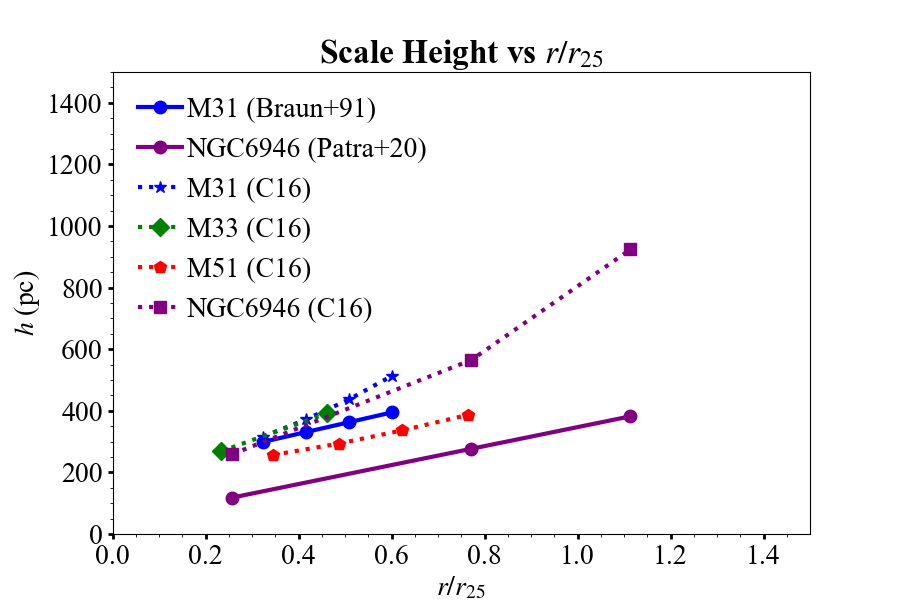 Scale Height vs r/r25
1400
1200
1000
800
600
400
200
0
h (pc)
M31 (Braun+91)
NGC6946 (Patra+20)
M31 (C16)
M33 (C16)
M51 (C16)
NGC6946 (C16)
0.0 0.2 0.4 0.6 0.8 1.0 1.2 1.4
r/r25